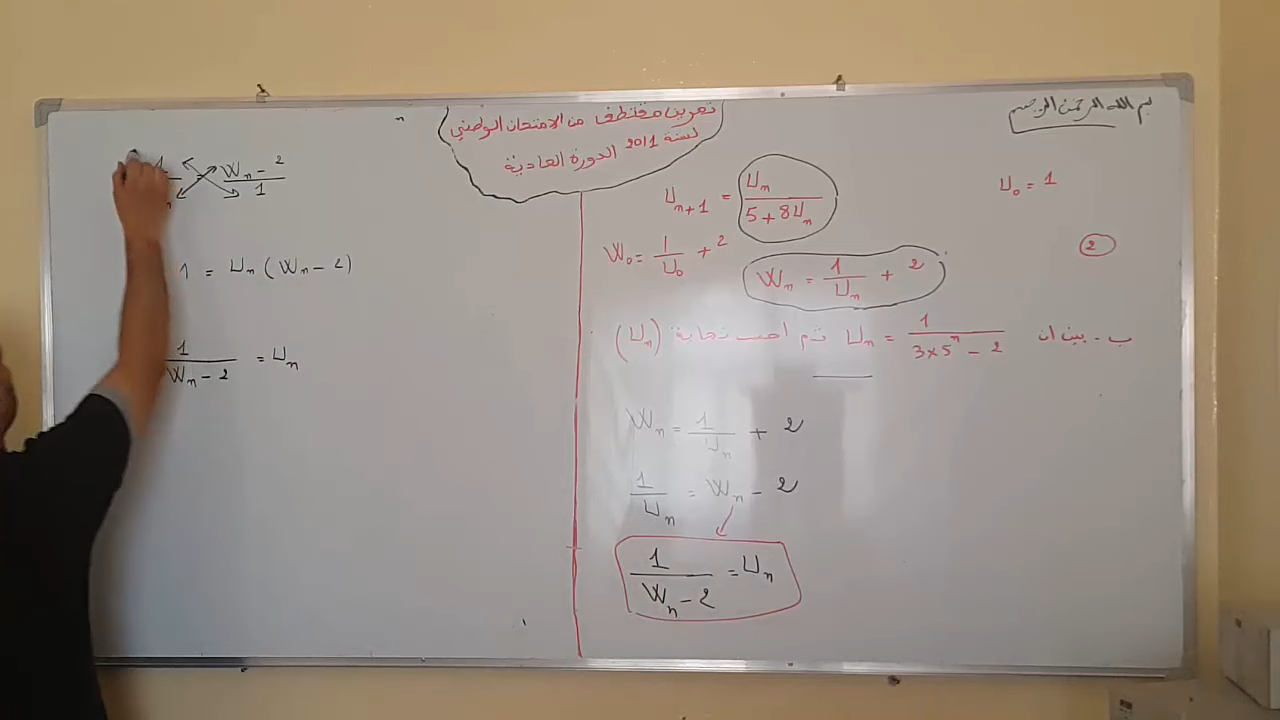 بسم الله الرحمن الرحيم
تمرين مقتطف من الامتحان الوطني
لسنة 2011 الدورة العادية
U₀ = 1
Uₙ₊₁ = Uₙ / (5 + 8Uₙ)
2
W₀ = 1/U₀ + 2
Wₙ = 1/Uₙ + 2
ب - بين ان Uₙ = 1 / (3×5ⁿ - 2) ثم احسب نهاية (Uₙ)
Wₙ = 1/Uₙ + 2
1/Uₙ = Wₙ - 2
1/(Wₙ - 2) = Uₙ
1/ₙ = (Wₙ - 2)/1
1 = Uₙ(Wₙ - 2)
1/(Wₙ - 2) = Uₙ